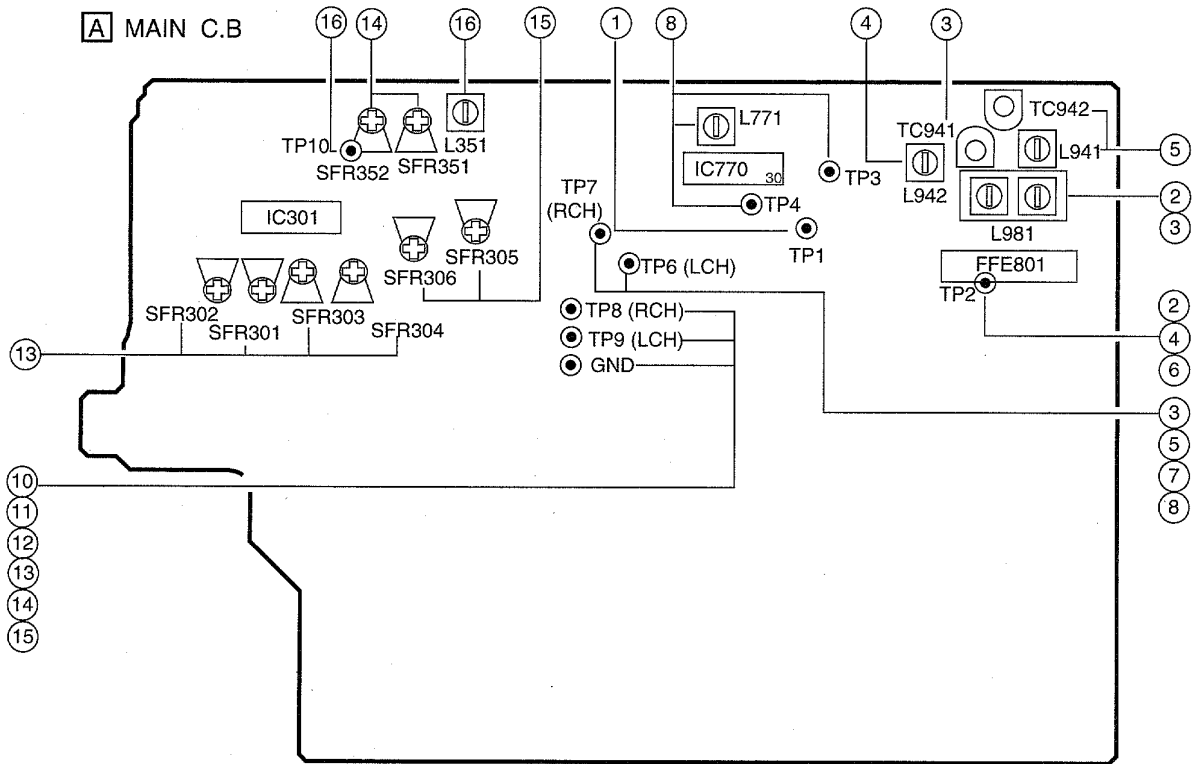 A MAIN C.B
16 14 16 15 1 8 4 3
L771
TC942
TC941
L351
TP10
SFR352
SFR351
L941
5
IC770
30
TP3
L942
TP7
(RCH)
TP4
2
3
IC301
L981
TP1
SFR305
SFR306
TP6 (LCH)
FFE801
TP2
SFR302
SFR301
SFR303
SFR304
TP8 (RCH)
2
TP9 (LCH)
4
13
GND
6
3
5
7
8
10
11
12
13
14
15